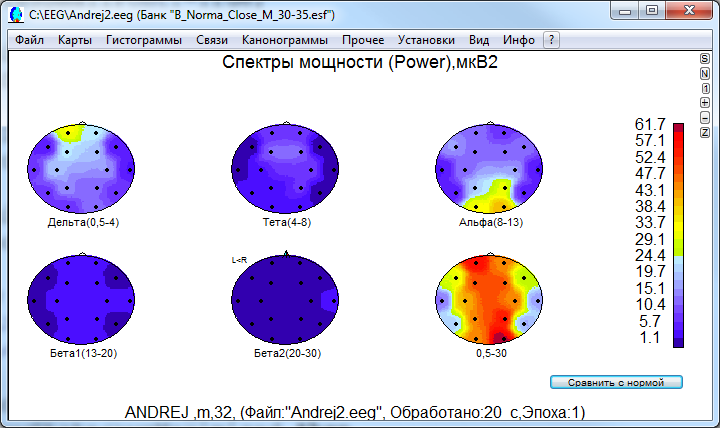 C:\EEG\Andrej2.eeg (Банк "B_Norma_Close_M_30-35.esf")
Файл Карты Гистограммы Связи Канонограммы Прочее Установки Вид Инфо ?
Спектры мощности (Power),мкВ2
S
N
1
+
−
Z
Дельта(0,5-4) Тета(4-8) Альфа(8-13)
L<R
Бета1(13-20) Бета2(20-30) 0,5-30
61.7
57.1
52.4
47.7
43.1
38.4
33.7
29.1
24.4
19.7
15.1
10.4
5.7
1.1
Сравнить с нормой
ANDREJ ,m,32, (Файл:"Andrej2.eeg", Обработано:20 с,Эпоха:1)